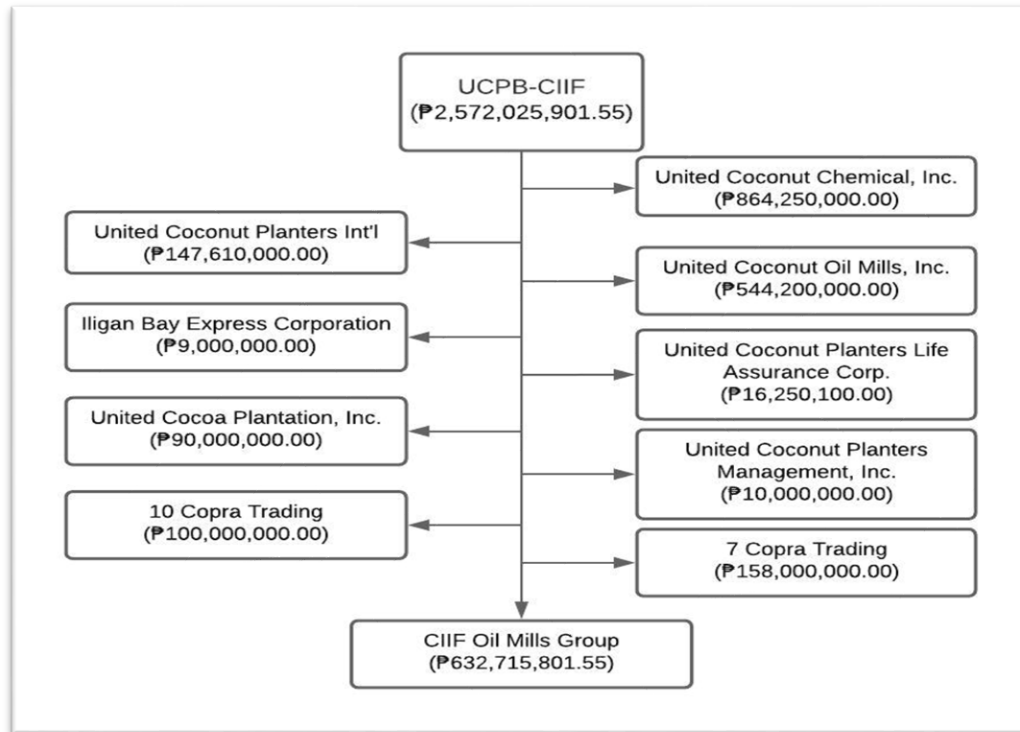 UCPB-CIIF
(₱2,572,025,901.55)
United Coconut Chemical, Inc.
(₱864,250,000.00)
United Coconut Planters Int'l
(₱147,610,000.00)
United Coconut Oil Mills, Inc.
(₱544,200,000.00)
Iligan Bay Express Corporation
(₱9,000,000.00)
United Coconut Planters Life
Assurance Corp.
(₱16,250,100.00)
United Cocoa Plantation, Inc.
(₱90,000,000.00)
United Coconut Planters
Management, Inc.
(₱10,000,000.00)
10 Copra Trading
(₱100,000,000.00)
7 Copra Trading
(₱158,000,000.00)
CIIF Oil Mills Group
(₱632,715,801.55)